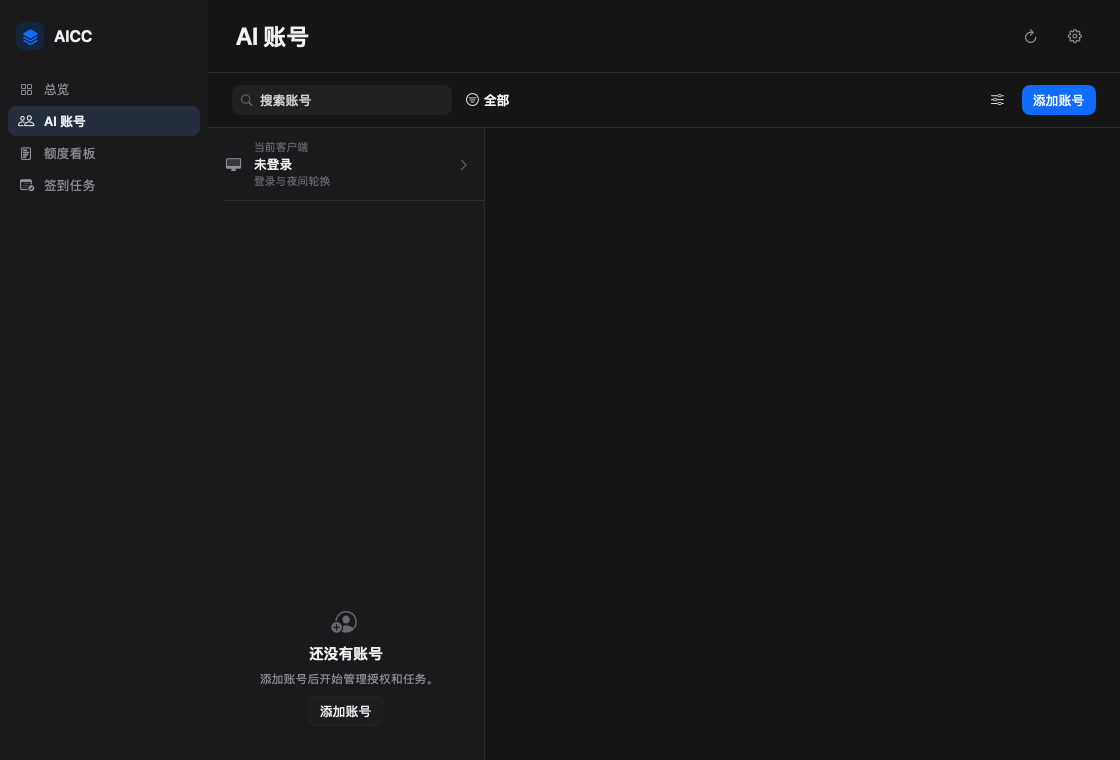 AICC
总览
AI 账号
额度看板
签到任务
AI 账号
搜索账号
全部
添加账号
当前客户端
未登录
登录与夜间轮换
还没有账号
添加账号后开始管理授权和任务。
添加账号